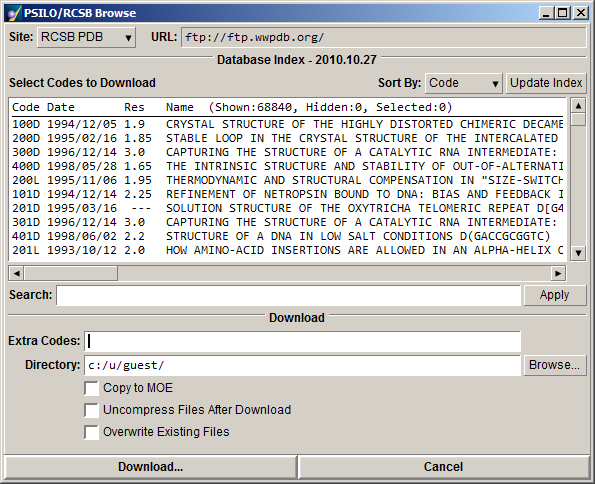 PSILO/RCSB Browse
Site: RCSB PDB URL: ftp://ftp.wwpdb.org/
Database Index - 2010.10.27
Select Codes to Download Sort By: Code Update Index
Code Date Res Name (Shown:68840, Hidden:0, Selected:0)
100D 1994/12/05 1.9 CRYSTAL STRUCTURE OF THE HIGHLY DISTORTED CHIMERIC DECAME
200D 1995/02/16 1.85 STABLE LOOP IN THE CRYSTAL STRUCTURE OF THE INTERCALATED
300D 1996/12/14 3.0 CAPTURING THE STRUCTURE OF A CATALYTIC RNA INTERMEDIATE:
400D 1998/05/28 1.65 THE INTRINSIC STRUCTURE AND STABILITY OF OUT-OF-ALTERNATI
200L 1995/11/06 1.95 THERMODYNAMIC AND STRUCTURAL COMPENSATION IN "SIZE-SWITCH
101D 1994/12/14 2.25 REFINEMENT OF NETROPSIN BOUND TO DNA: BIAS AND FEEDBACK I
201D 1995/03/16 --- SOLUTION STRUCTURE OF THE OXYTRICHA TELOMERIC REPEAT D[G4
301D 1996/12/14 3.0 CAPTURING THE STRUCTURE OF A CATALYTIC RNA INTERMEDIATE:
401D 1998/06/02 2.2 STRUCTURE OF A DNA IN LOW SALT CONDITIONS D(GACCGCGGTC)
201L 1993/10/12 2.0 HOW AMINO-ACID INSERTIONS ARE ALLOWED IN AN ALPHA-HELIX O
Search: Apply
Download
Extra Codes:
Directory: c:/u/guest/ Browse...
Copy to MOE
Uncompress Files After Download
Overwrite Existing Files
Download... Cancel